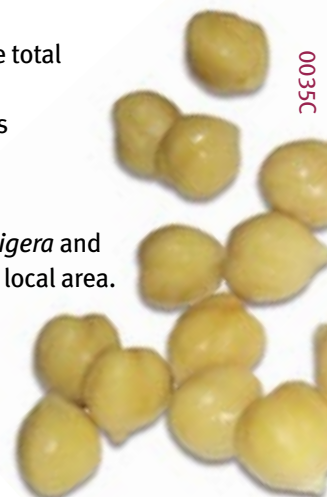 e total
s
igera and
local area.
0035C